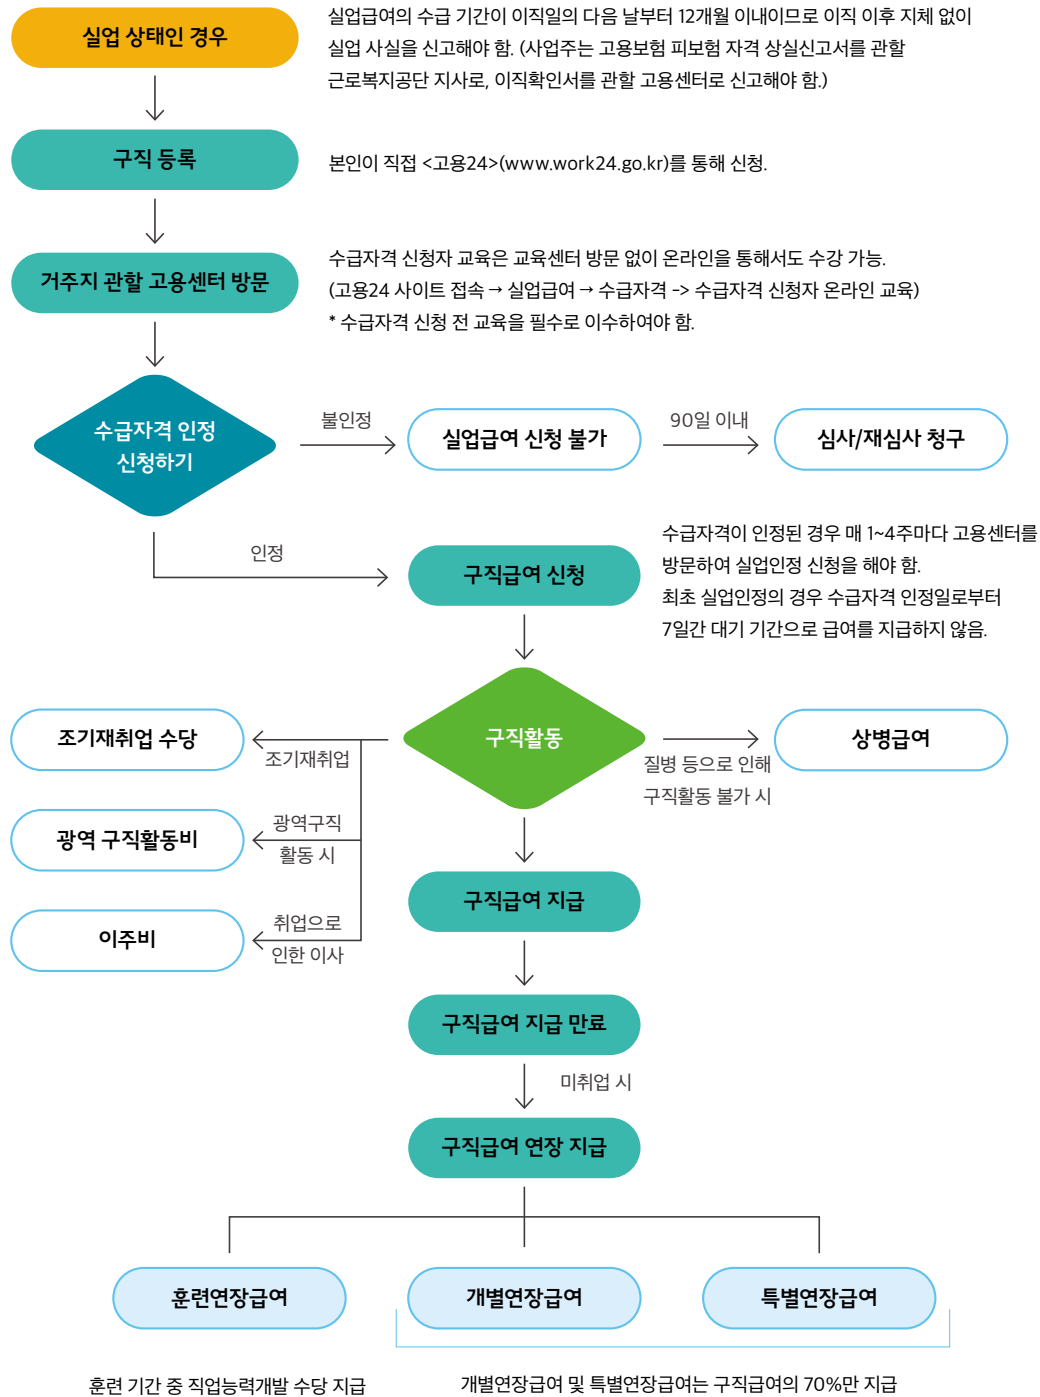 실업 상태인 경우
실업급여의 수급 기간이 이직일의 다음 날부터 12개월 이내이므로 이직 이후 지체 없이
실업 사실을 신고해야 함. (사업주는 고용보험 피보험 자격 상실신고서를 관할
근로복지공단 지사로, 이직확인서를 관할 고용센터로 신고해야 함.)
구직 등록
본인이 직접 <고용24>(www.work24.go.kr)를 통해 신청.
거주지 관할 고용센터 방문
수급자격 신청자 교육은 교육센터 방문 없이 온라인을 통해서도 수강 가능.
(고용24 사이트 접속 → 실업급여 → 수급자격 -> 수급자격 신청자 온라인 교육)
* 수급자격 신청 전 교육을 필수로 이수하여야 함.
수급자격 인정
신청하기
불인정
실업급여 신청 불가
90일 이내
심사/재심사 청구
인정
구직급여 신청
수급자격이 인정된 경우 매 1~4주마다 고용센터를
방문하여 실업인정 신청을 해야 함.
최초 실업인정의 경우 수급자격 인정일로부터
7일간 대기 기간으로 급여를 지급하지 않음.
조기재취업 수당
조기재취업
구직활동
질병 등으로 인해
구직활동 불가 시
상병급여
광역 구직활동비
광역구직
활동 시
구직급여 지급
이주비
취업으로
인한 이사
구직급여 지급 만료
미취업 시
구직급여 연장 지급
훈련연장급여
개별연장급여
특별연장급여
훈련 기간 중 직업능력개발 수당 지급
개별연장급여 및 특별연장급여는 구직급여의 70%만 지급